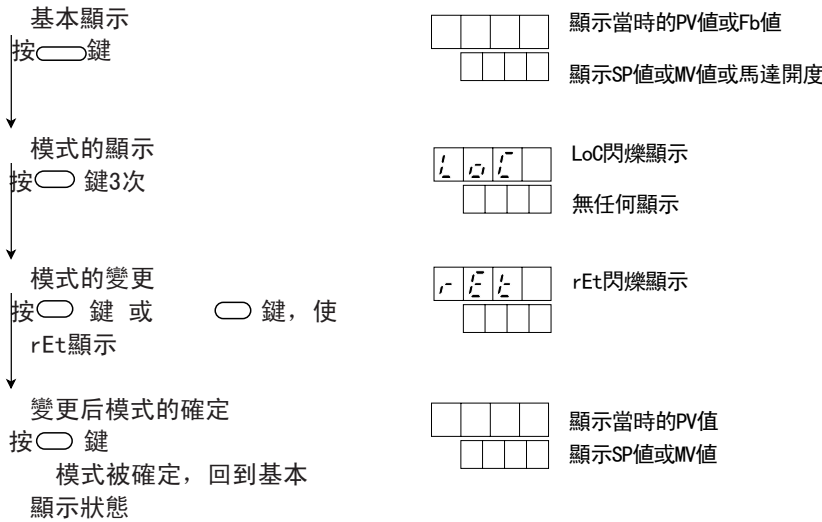 基本顯示
按 鍵
顯示當時的PV值或Fb值
顯示SP值或MV值或馬達開度
模式的顯示
按 鍵3次
LoC
LoC閃爍顯示
無任何顯示
模式的變更
按 鍵 或 鍵，使
rEt顯示
rEt
rEt閃爍顯示
變更后模式的確定
按 鍵
模式被確定，回到基本
顯示狀態
顯示當時的PV值
顯示SP值或MV值